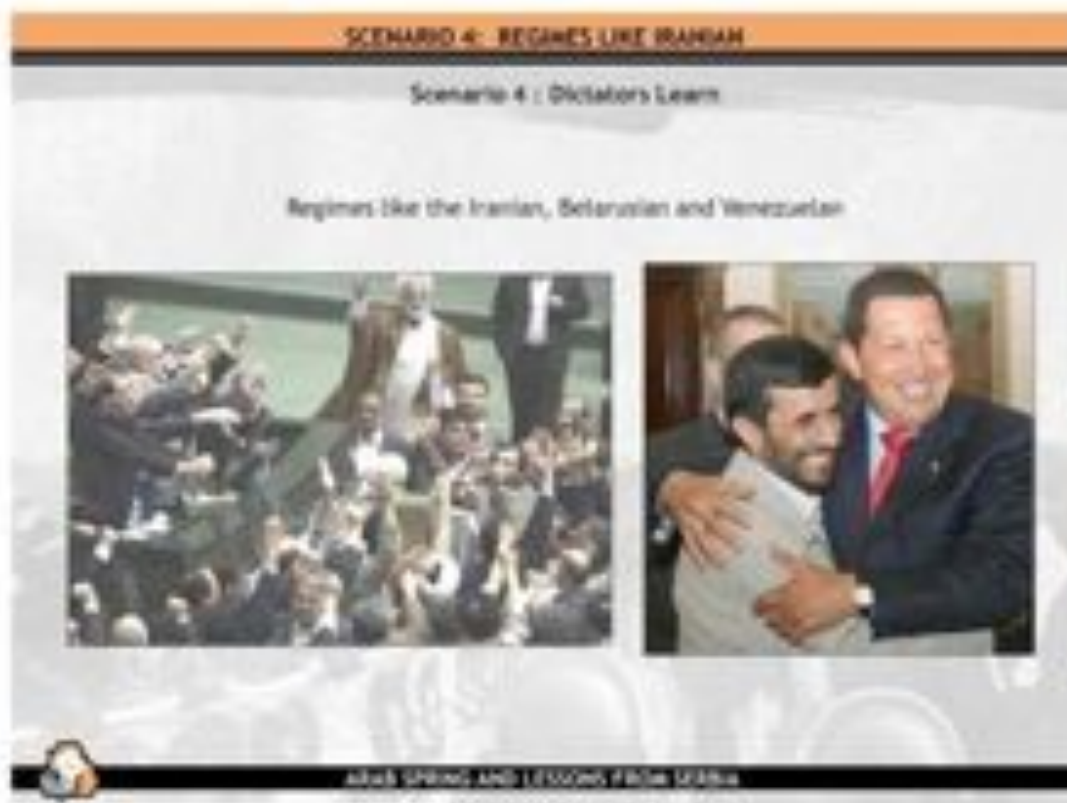 SCENARIO 4: REGIMES LIKE IRANIAN
Scenario 4 : Dictators Learn
Regimes like the Iranian, Belarusian and Venezuelan
ARAB SPRING AND LESSONS FROM SERBIA